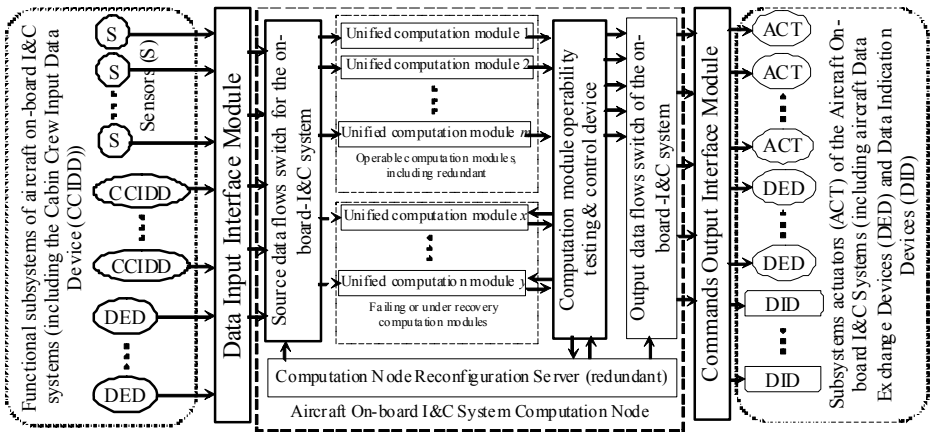 Functional subsystems of aircraft on-board I&C
systems (including the Cabin Crew Input Data
Device (CCIDD))
S
S
S
Sensors (S)
CCIDD
CCIDD
DED
DED
Data Input Interface Module
Source data flows switch for the on-
board-I&C system
Unified computation module 1
Unified computation module 2
Unified computation module m
Operable computation modules,
including redundant
Unified computation module x
Unified computation module y
Failing or under recovery
computation modules
Computation module operability
testing & control device
Output data flows switch of the on-
board-I&C system
Computation Node Reconfiguration Server (redundant)
Aircraft On-board I&C System Computation Node
Commands Output Interface Module
ACT
ACT
ACT
DED
DED
DID
DID
Subsystems actuators (ACT) of the Aircraft On-
board I&C Systems (including aircraft Data
Exchange Devices (DED) and Data Indication
Devices (DID)